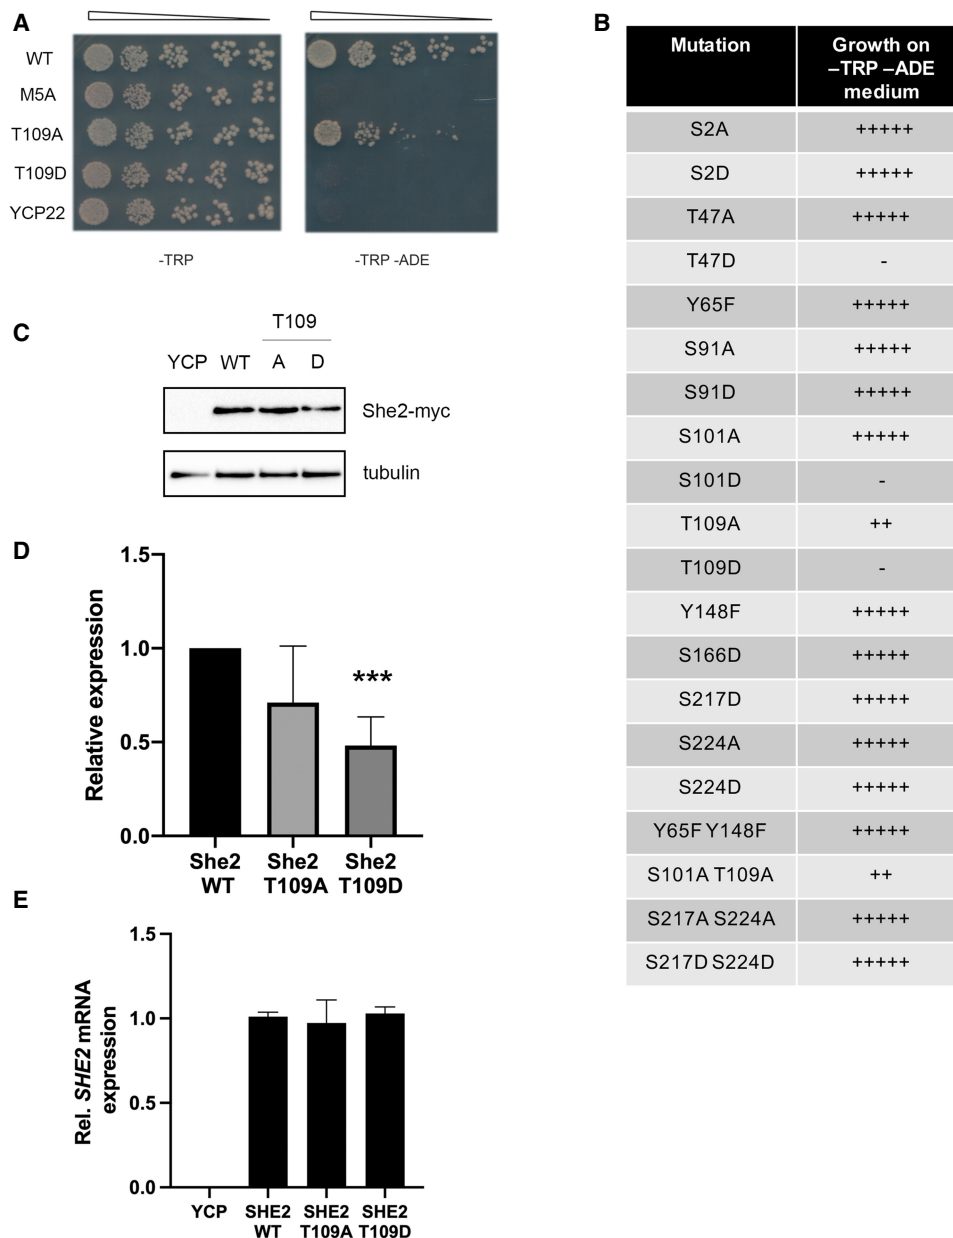 A
WT
M5A
T109A
T109D
YCP22
-TRP
-TRP -ADE
B
Mutation
Growth on
–TRP –ADE
medium
S2A +++++
S2D +++++
T47A +++++
T47D -
Y65F +++++
S91A +++++
S91D +++++
S101A +++++
S101D -
T109A ++
T109D -
Y148F +++++
S166D +++++
S217D +++++
S224A +++++
S224D +++++
Y65F Y148F +++++
S101A T109A ++
S217A S224A +++++
S217D S224D +++++
C
T109
YCP WT A D
She2-myc
tubulin
D
Relative expression
1.5
1.0
0.5
0.0
***
She2 She2 She2
WT T109A T109D
E
Rel. SHE2 mRNA
expression
1.5
1.0
0.5
0.0
YCP SHE2 SHE2 SHE2
WT T109A T109D